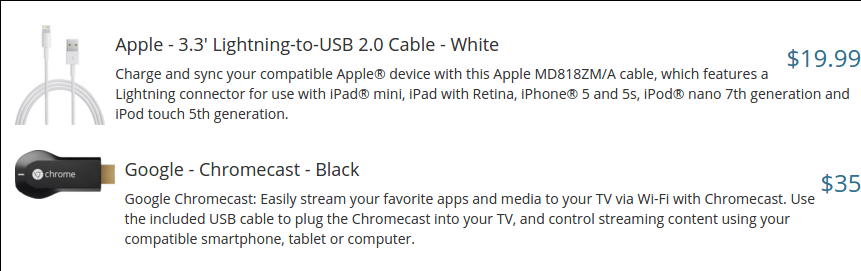 Apple - 3.3' Lightning-to-USB 2.0 Cable - White
$19.99
Charge and sync your compatible Apple® device with this Apple MD818ZM/A cable, which features a
Lightning connector for use with iPad® mini, iPad with Retina, iPhone® 5 and 5s, iPod® nano 7th generation and
iPod touch 5th generation.
chrome
Google - Chromecast - Black
$35
Google Chromecast: Easily stream your favorite apps and media to your TV via Wi-Fi with Chromecast. Use
the included USB cable to plug the Chromecast into your TV, and control streaming content using your
compatible smartphone, tablet or computer.